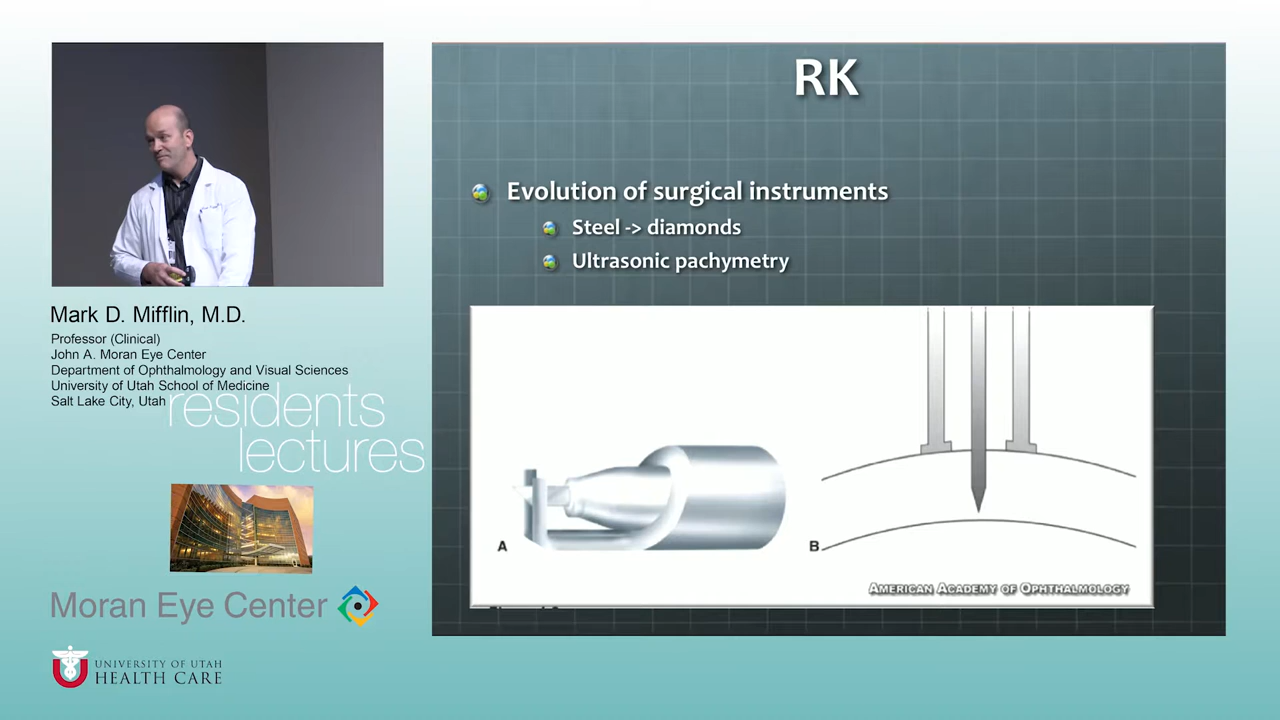 RK
Evolution of surgical instruments
Steel -> diamonds
Ultrasonic pachymetry
A
B
American Academy of Ophthalmology
Mark D. Mifflin, M.D.
Professor (Clinical)
John A. Moran Eye Center
Department of Ophthalmology and Visual Sciences
University of Utah School of Medicine
Salt Lake City, Utah
residents
lectures
Moran Eye Center
U
UNIVERSITY OF UTAH
HEALTH CARE